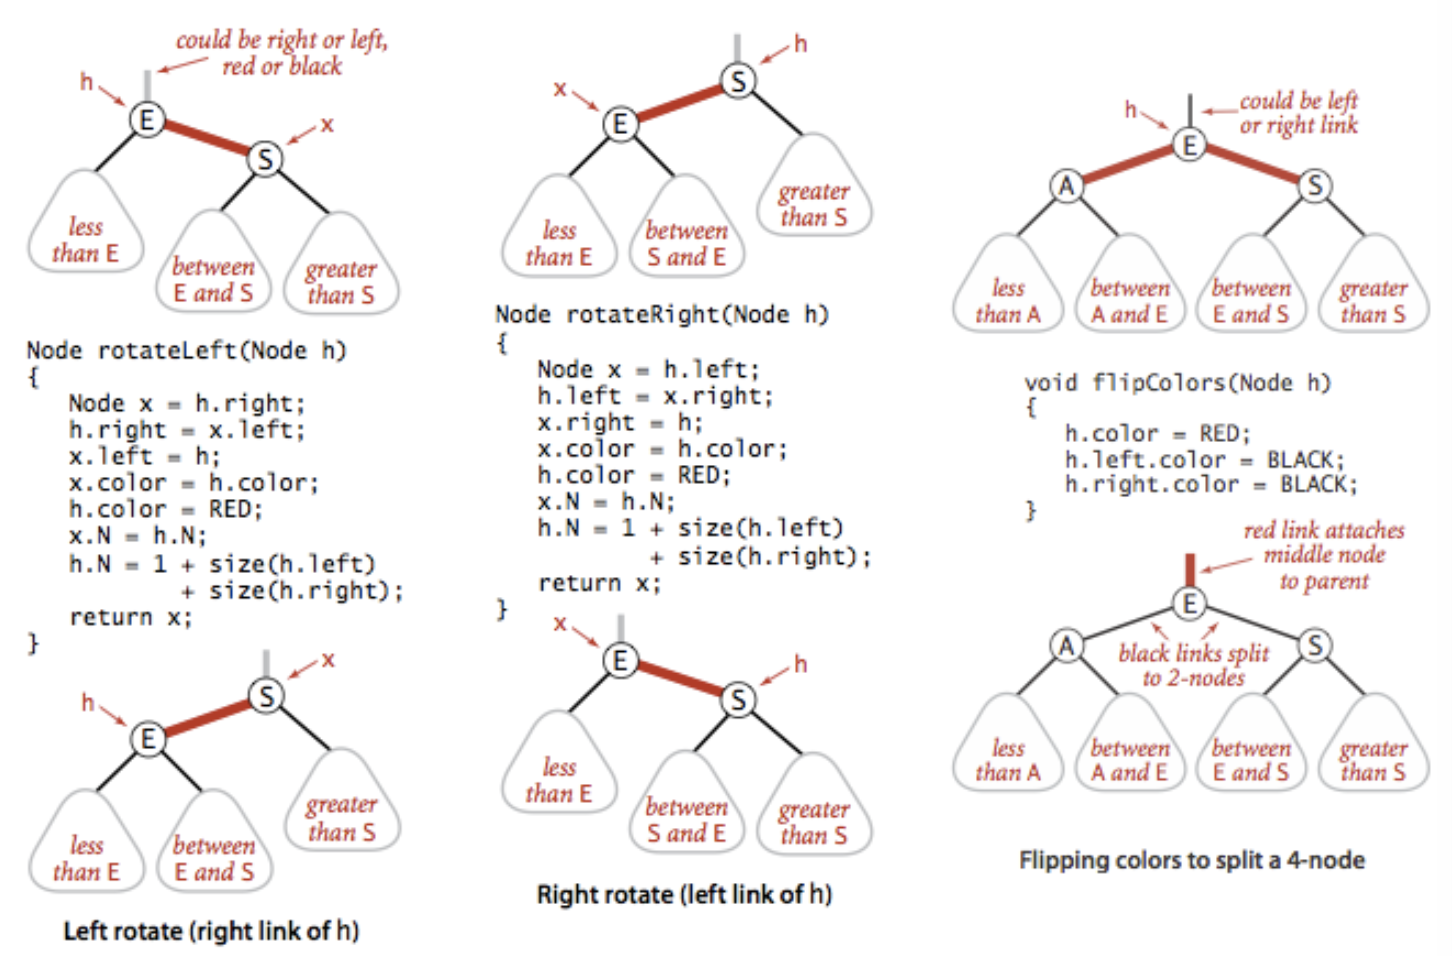 could be right or left,
red or black
h
E
x
S
less
than E
between
E and S
greater
than S
Node rotateLeft(Node h)
{
Node x = h.right;
h.right = x.left;
x.left = h;
x.color = h.color;
h.color = RED;
x.N = h.N;
h.N = 1 + size(h.left)
+ size(h.right);
return x;
}
x
h
S
E
less
than E
between
E and S
greater
than S
Left rotate (right link of h)
h
x
S
E
less
than E
between
S and E
greater
than S
Node rotateRight(Node h)
{
Node x = h.left;
h.left = x.right;
x.right = h;
x.color = h.color;
h.color = RED;
x.N = h.N;
h.N = 1 + size(h.left)
+ size(h.right);
return x;
}
x
E
h
S
less
than E
between
S and E
greater
than S
Right rotate (left link of h)
could be left
or right link
h
E
A
S
less
than A
between
A and E
between
E and S
greater
than S
void flipColors(Node h)
{
h.color = RED;
h.left.color = BLACK;
h.right.color = BLACK;
}
red link attaches
middle node
to parent
E
A
S
black links split
to 2-nodes
less
than A
between
A and E
between
E and S
greater
than S
Flipping colors to split a 4-node